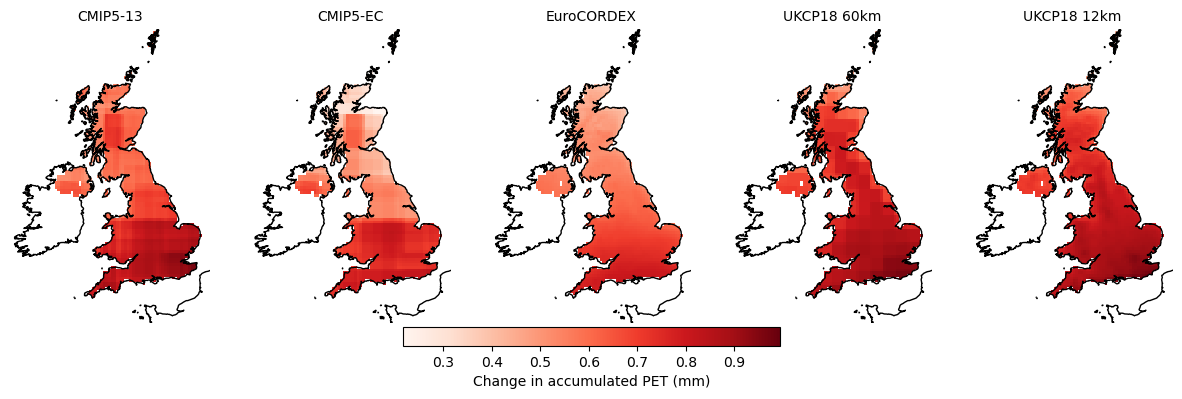 CMIP5-13 CMIP5-EC EuroCORDEX UKCP18 60km UKCP18 12km
0.3 0.4 0.5 0.6 0.7 0.8 0.9
Change in accumulated PET (mm)